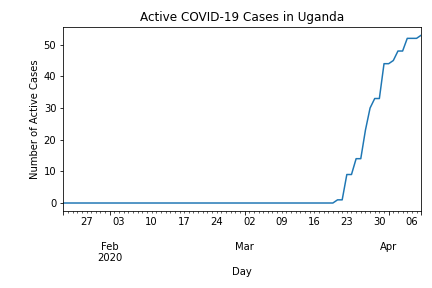 Active COVID-19 Cases in Uganda
Number of Active Cases
50
40
30
20
10
0
27 03 10 17 24 02 09 16 23 30 06
Feb Mar Apr
2020
Day